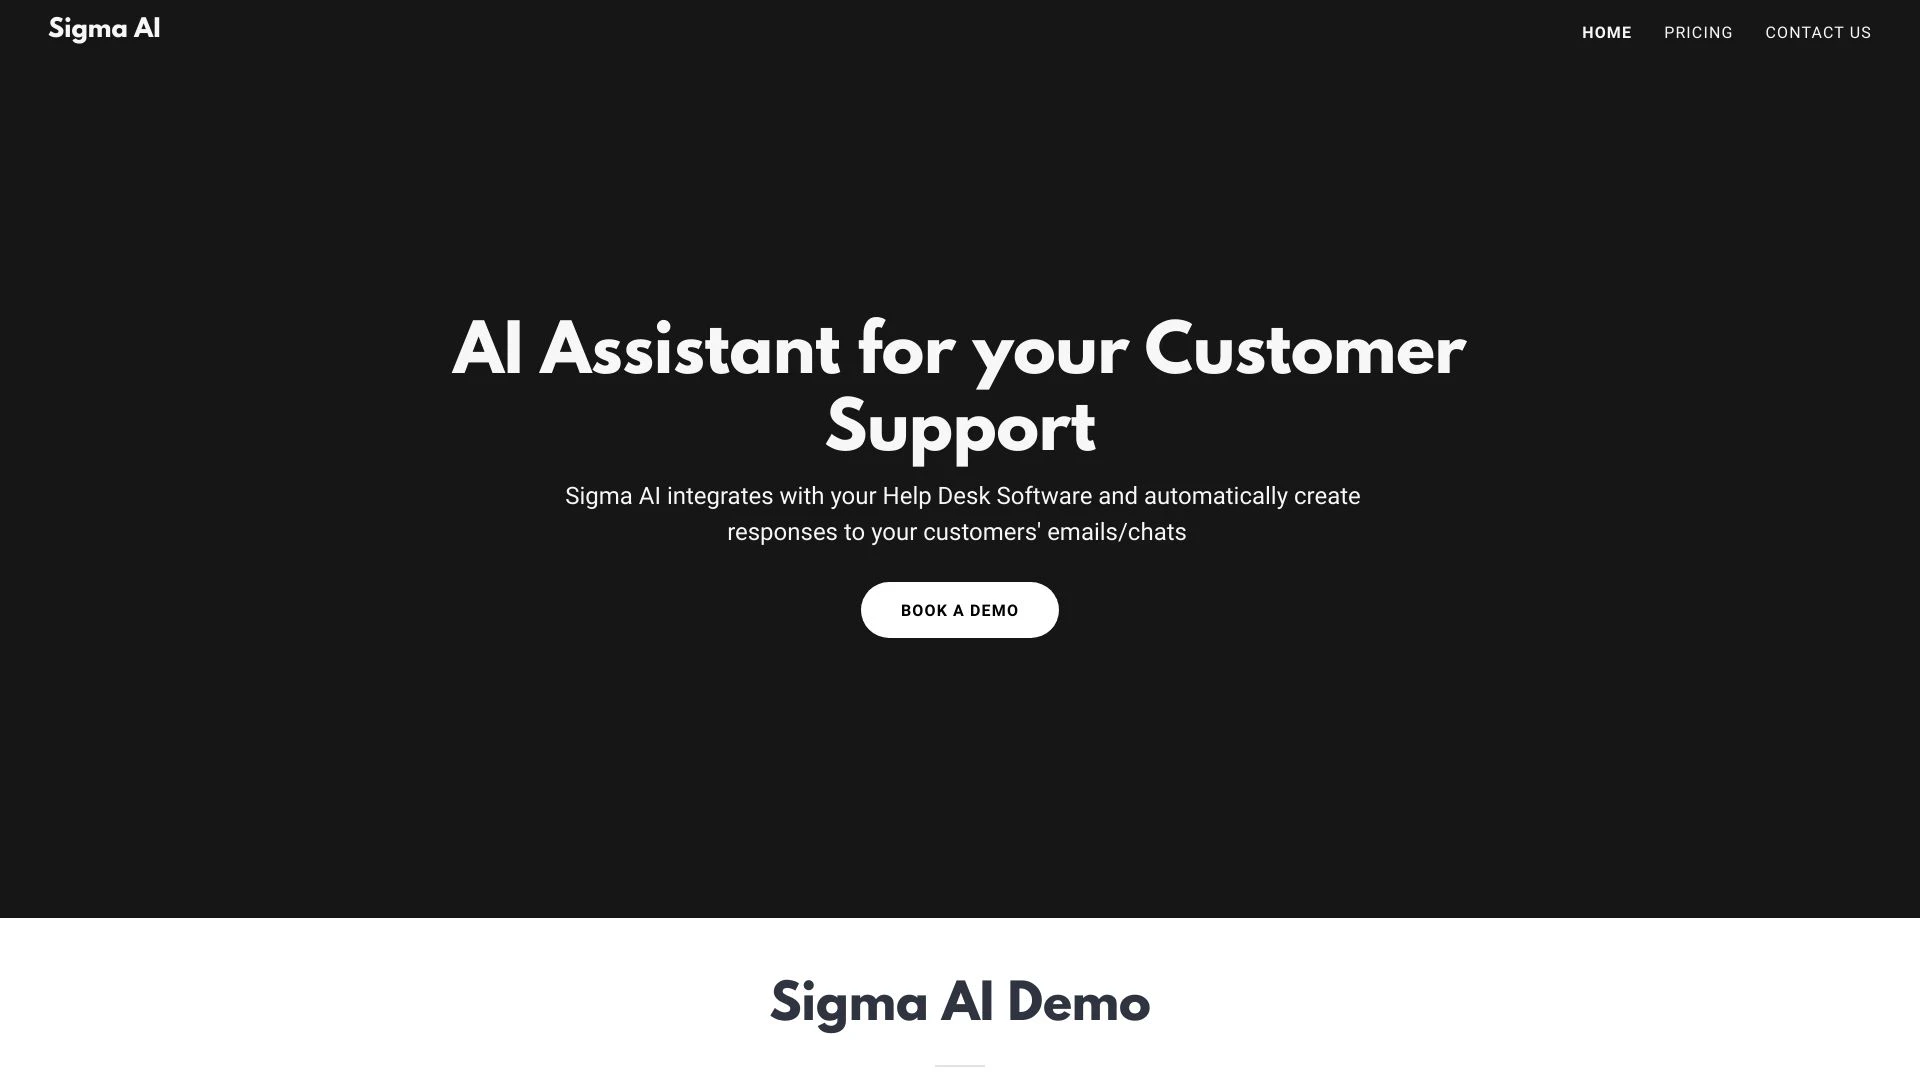 Sigma AI
HOME
PRICING
CONTACT US
AI Assistant for your Customer
Support
Sigma AI integrates with your Help Desk Software and automatically create
responses to your customers' emails/chats
BOOK A DEMO
Sigma AI Demo